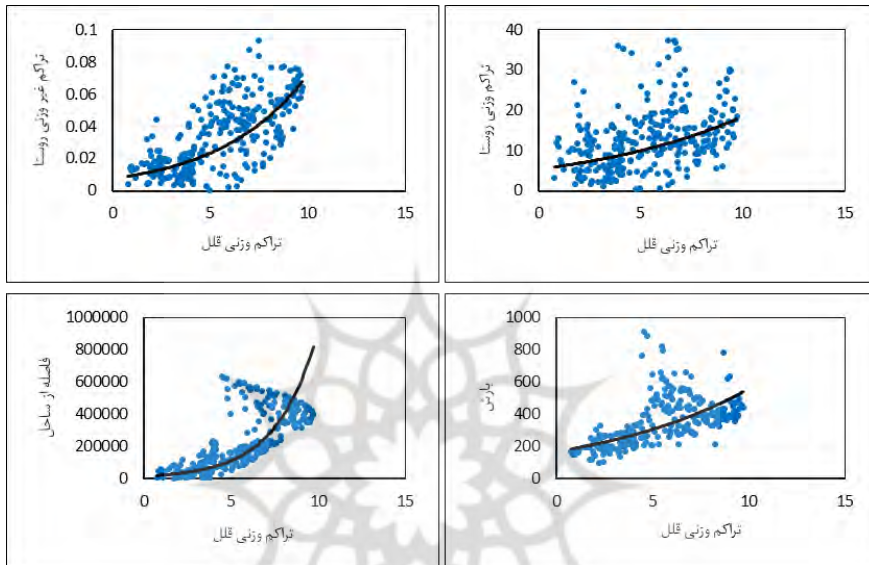 0.1
0.08
0.06
0.04
0.02
0
تراکم غیر وزنی روستا
0 5 10 15
تراکم وزنی قلل
40
30
20
10
0
تراکم وزنی روستا
0 5 10 15
تراکم وزنی قلل
1000000
800000
600000
400000
200000
0
فاصله از ساحل
0 5 10 15
تراکم وزنی قلل
1000
800
600
400
200
0
بارش
0 5 10 15
تراکم وزنی قلل